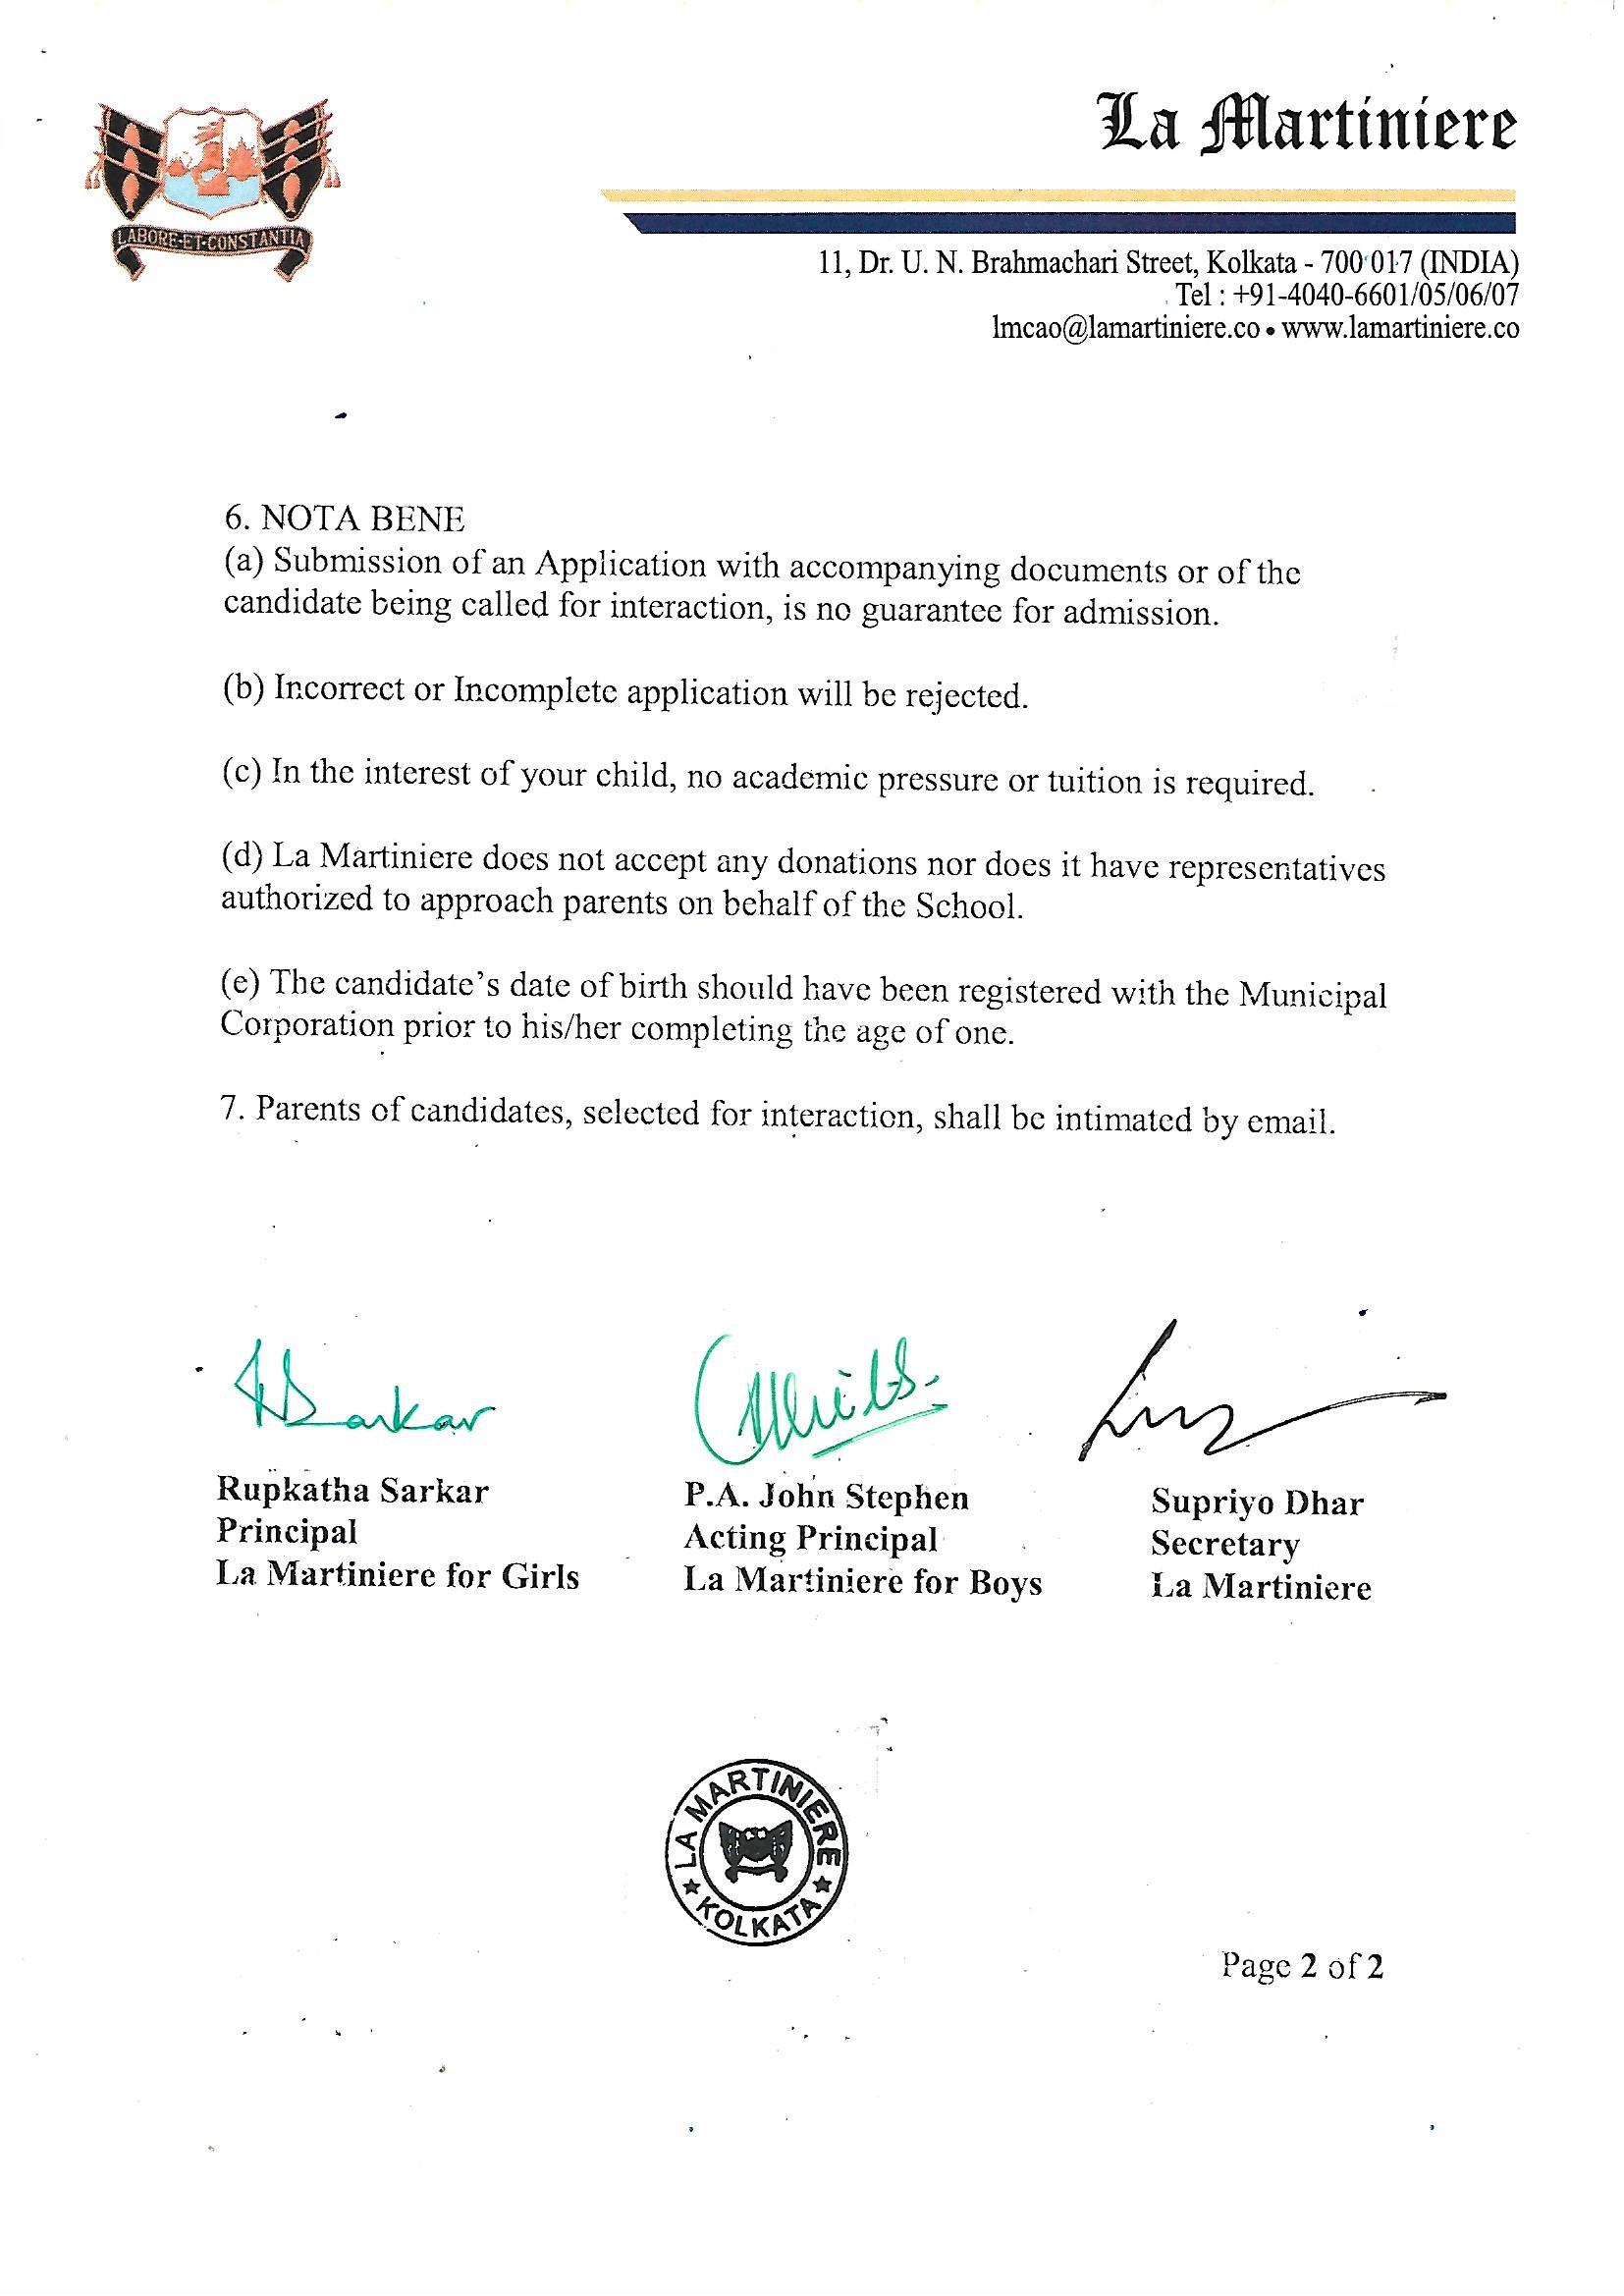 La Martiniere
LABORE-ET-CONSTANTIA
11, Dr. U. N. Brahmachari Street, Kolkata - 700 017 (INDIA)
Tel : +91-4040-6601/05/06/07
lmcao@lamartiniere.co • www.lamartiniere.co
6. NOTA BENE
(a) Submission of an Application with accompanying documents or of the
candidate being called for interaction, is no guarantee for admission.
(b) Incorrect or Incomplete application will be rejected.
(c) In the interest of your child, no academic pressure or tuition is required.
(d) La Martiniere does not accept any donations nor does it have representatives
authorized to approach parents on behalf of the School.
(e) The candidate's date of birth should have been registered with the Municipal
Corporation prior to his/her completing the age of one.
7. Parents of candidates, selected for interaction, shall be intimated by email.
RSarkar
Rupkatha Sarkar
Principal
La Martiniere for Girls
P.A. John Stephen
Acting Principal
La Martiniere for Boys
Supriyo Dhar
Secretary
La Martiniere
LA MARTINIERE
★ KOLKATA ★
Page 2 of 2